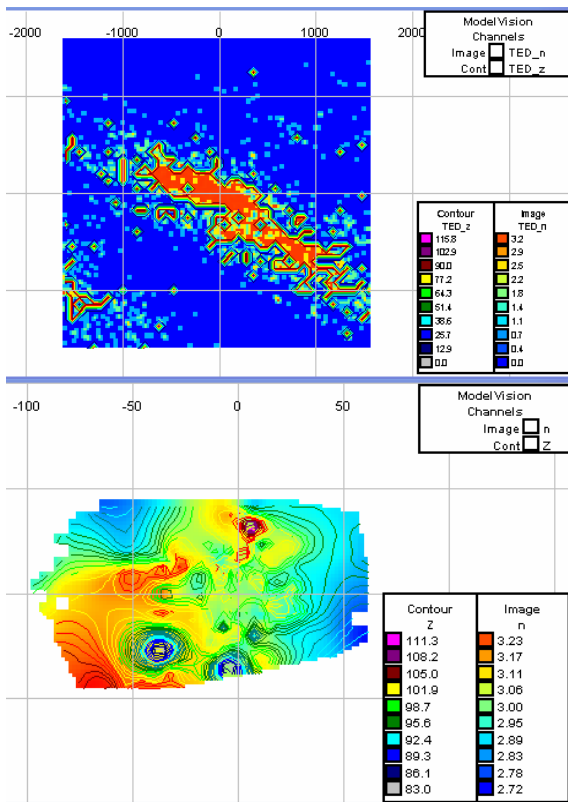 -2000 -1000 0 1000 2000
ModelVision
Channels
Image TED_n
Cont TED_z
Contour
TED_z
115.8
102.9
90.0
77.2
64.3
51.4
38.6
25.7
12.9
0.0
Image
TED_n
3.2
2.9
2.5
2.2
1.8
1.4
1.1
0.7
0.4
0.0
-100 -50 0 50
ModelVision
Channels
Image n
Cont Z
Contour
Z
111.3
108.2
105.0
101.9
98.7
95.6
92.4
89.3
86.1
83.0
Image
n
3.23
3.17
3.11
3.06
3.00
2.95
2.89
2.83
2.78
2.72